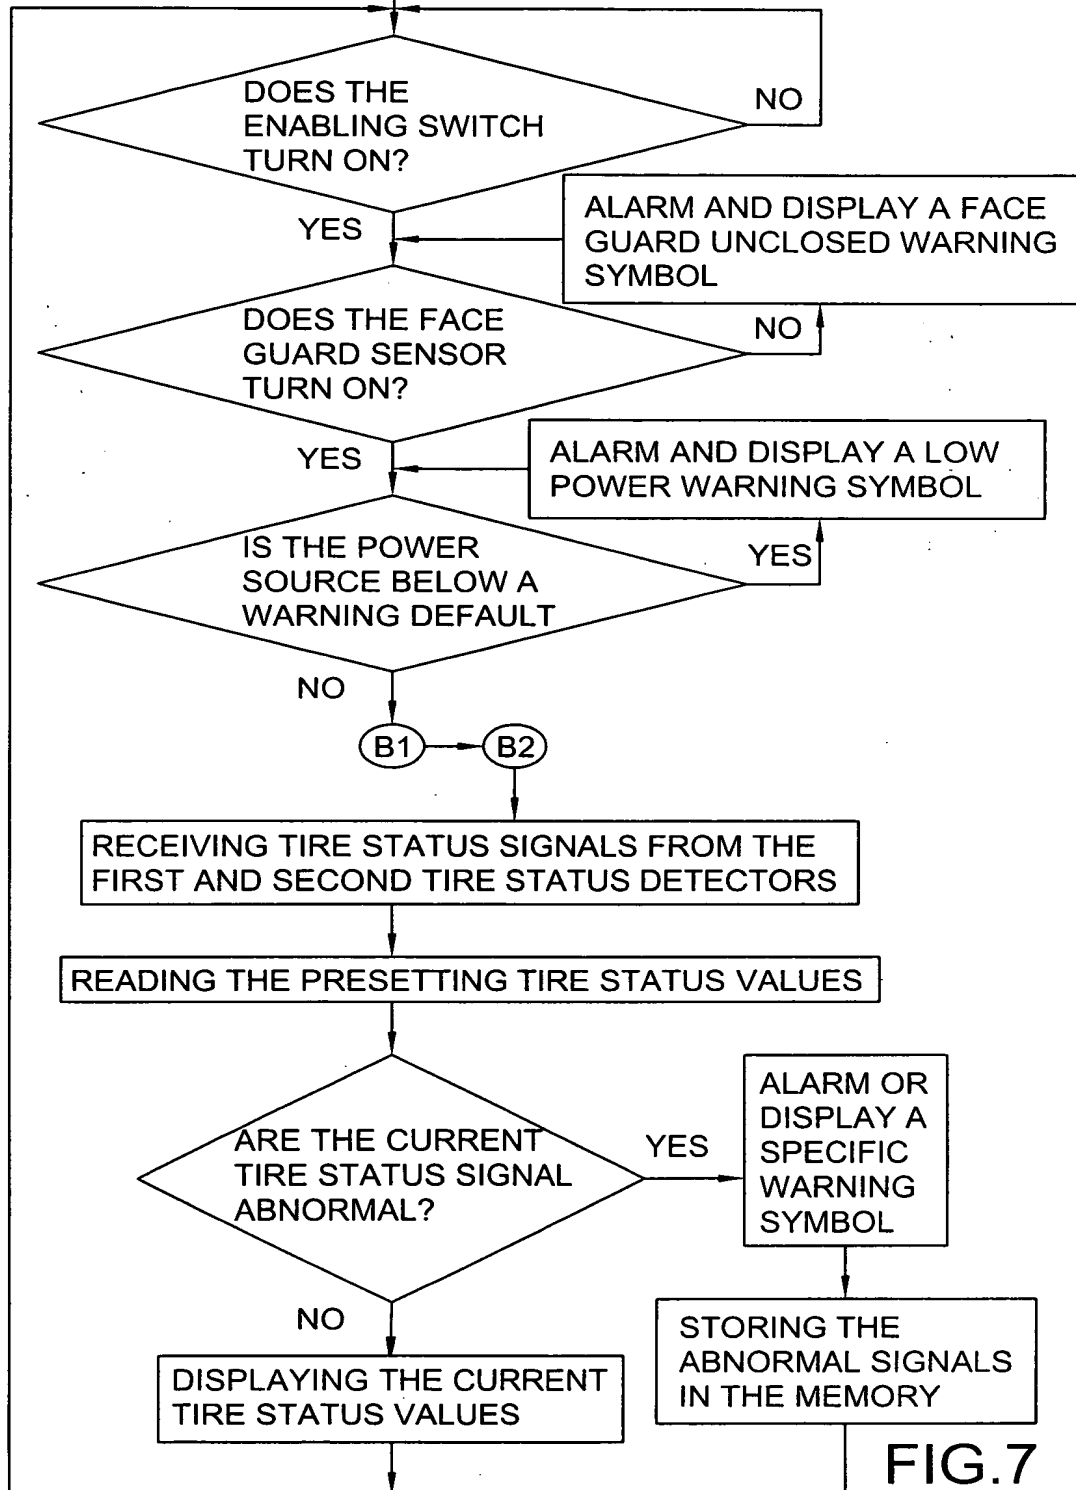 DOES THE
ENABLING SWITCH
TURN ON?
NO
YES
ALARM AND DISPLAY A FACE
GUARD UNCLOSED WARNING
SYMBOL
DOES THE FACE
GUARD SENSOR
TURN ON?
NO
YES
ALARM AND DISPLAY A LOW
POWER WARNING SYMBOL
IS THE POWER
SOURCE BELOW A
WARNING DEFAULT
YES
NO
B1
B2
RECEIVING TIRE STATUS SIGNALS FROM THE
FIRST AND SECOND TIRE STATUS DETECTORS
READING THE PRESETTING TIRE STATUS VALUES
ARE THE CURRENT
TIRE STATUS SIGNAL
ABNORMAL?
YES
ALARM OR
DISPLAY A
SPECIFIC
WARNING
SYMBOL
NO
STORING THE
ABNORMAL SIGNALS
IN THE MEMORY
DISPLAYING THE CURRENT
TIRE STATUS VALUES
FIG.7